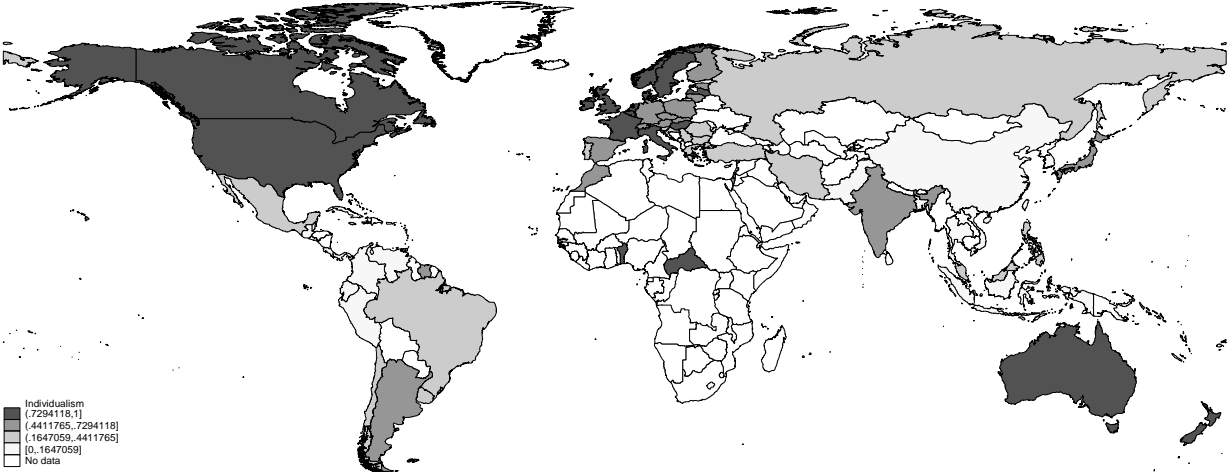 Individualism
(.7294118,1]
(.4411765,.7294118]
(.1647059,.4411765]
[0,.1647059]
No data